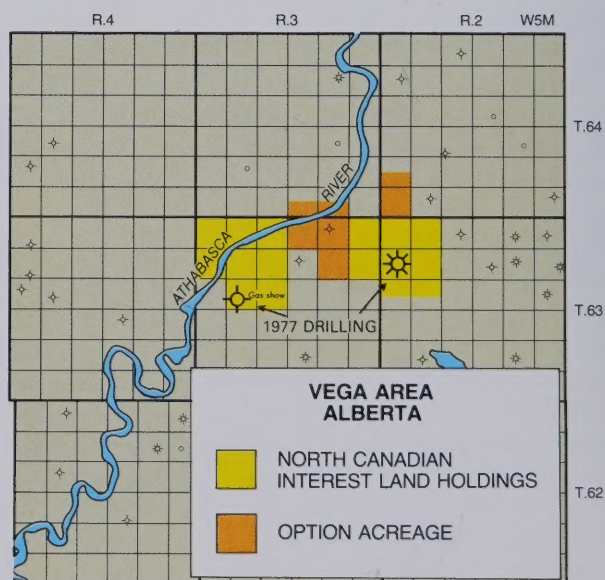 R.4 R.3 R.2 W5M
T.64
RIVER
ATHABASCA
Gas show
1977 DRILLING
T.63
VEGA AREA
ALBERTA
NORTH CANADIAN
INTEREST LAND HOLDINGS
T.62
OPTION ACREAGE